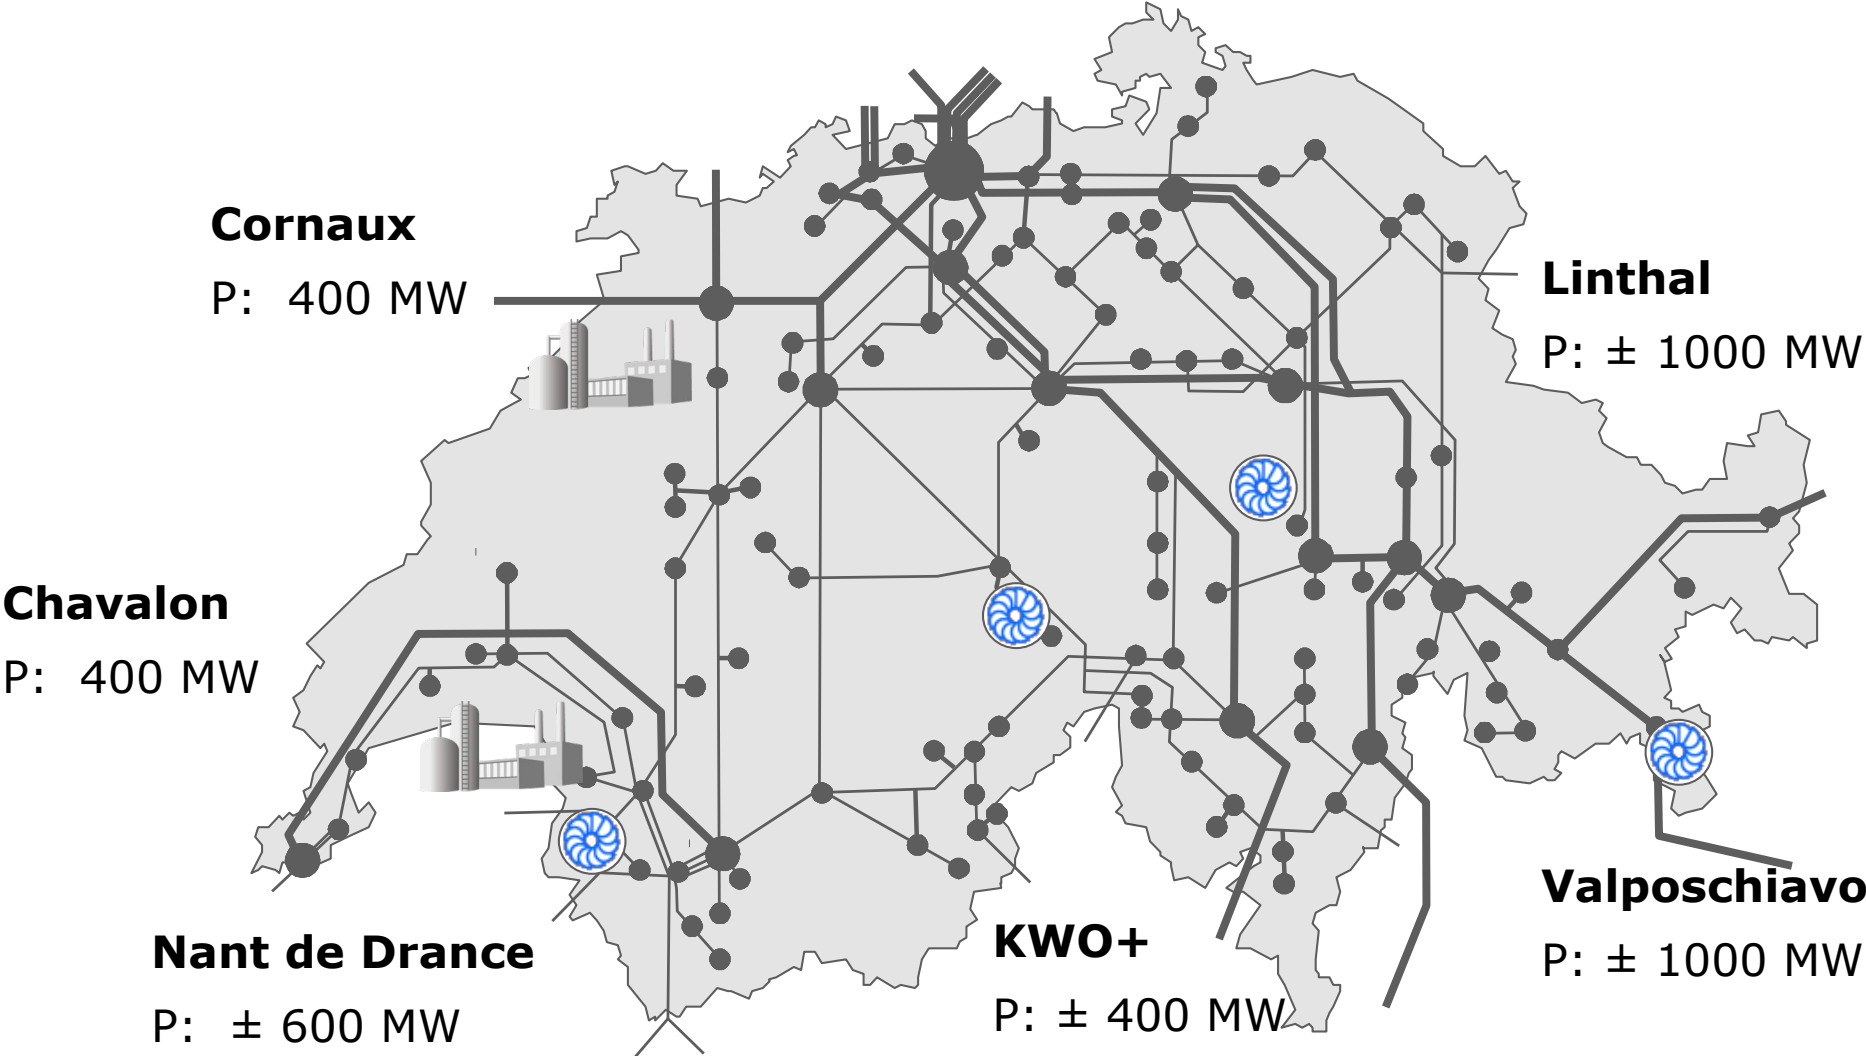 Cornaux
P: 400 MW
Linthal
P: ± 1000 MW
Chavalon
P: 400 MW
Valposchiavo
P: ± 1000 MW
KWO+
P: ± 400 MW
Nant de Drance
P: ± 600 MW